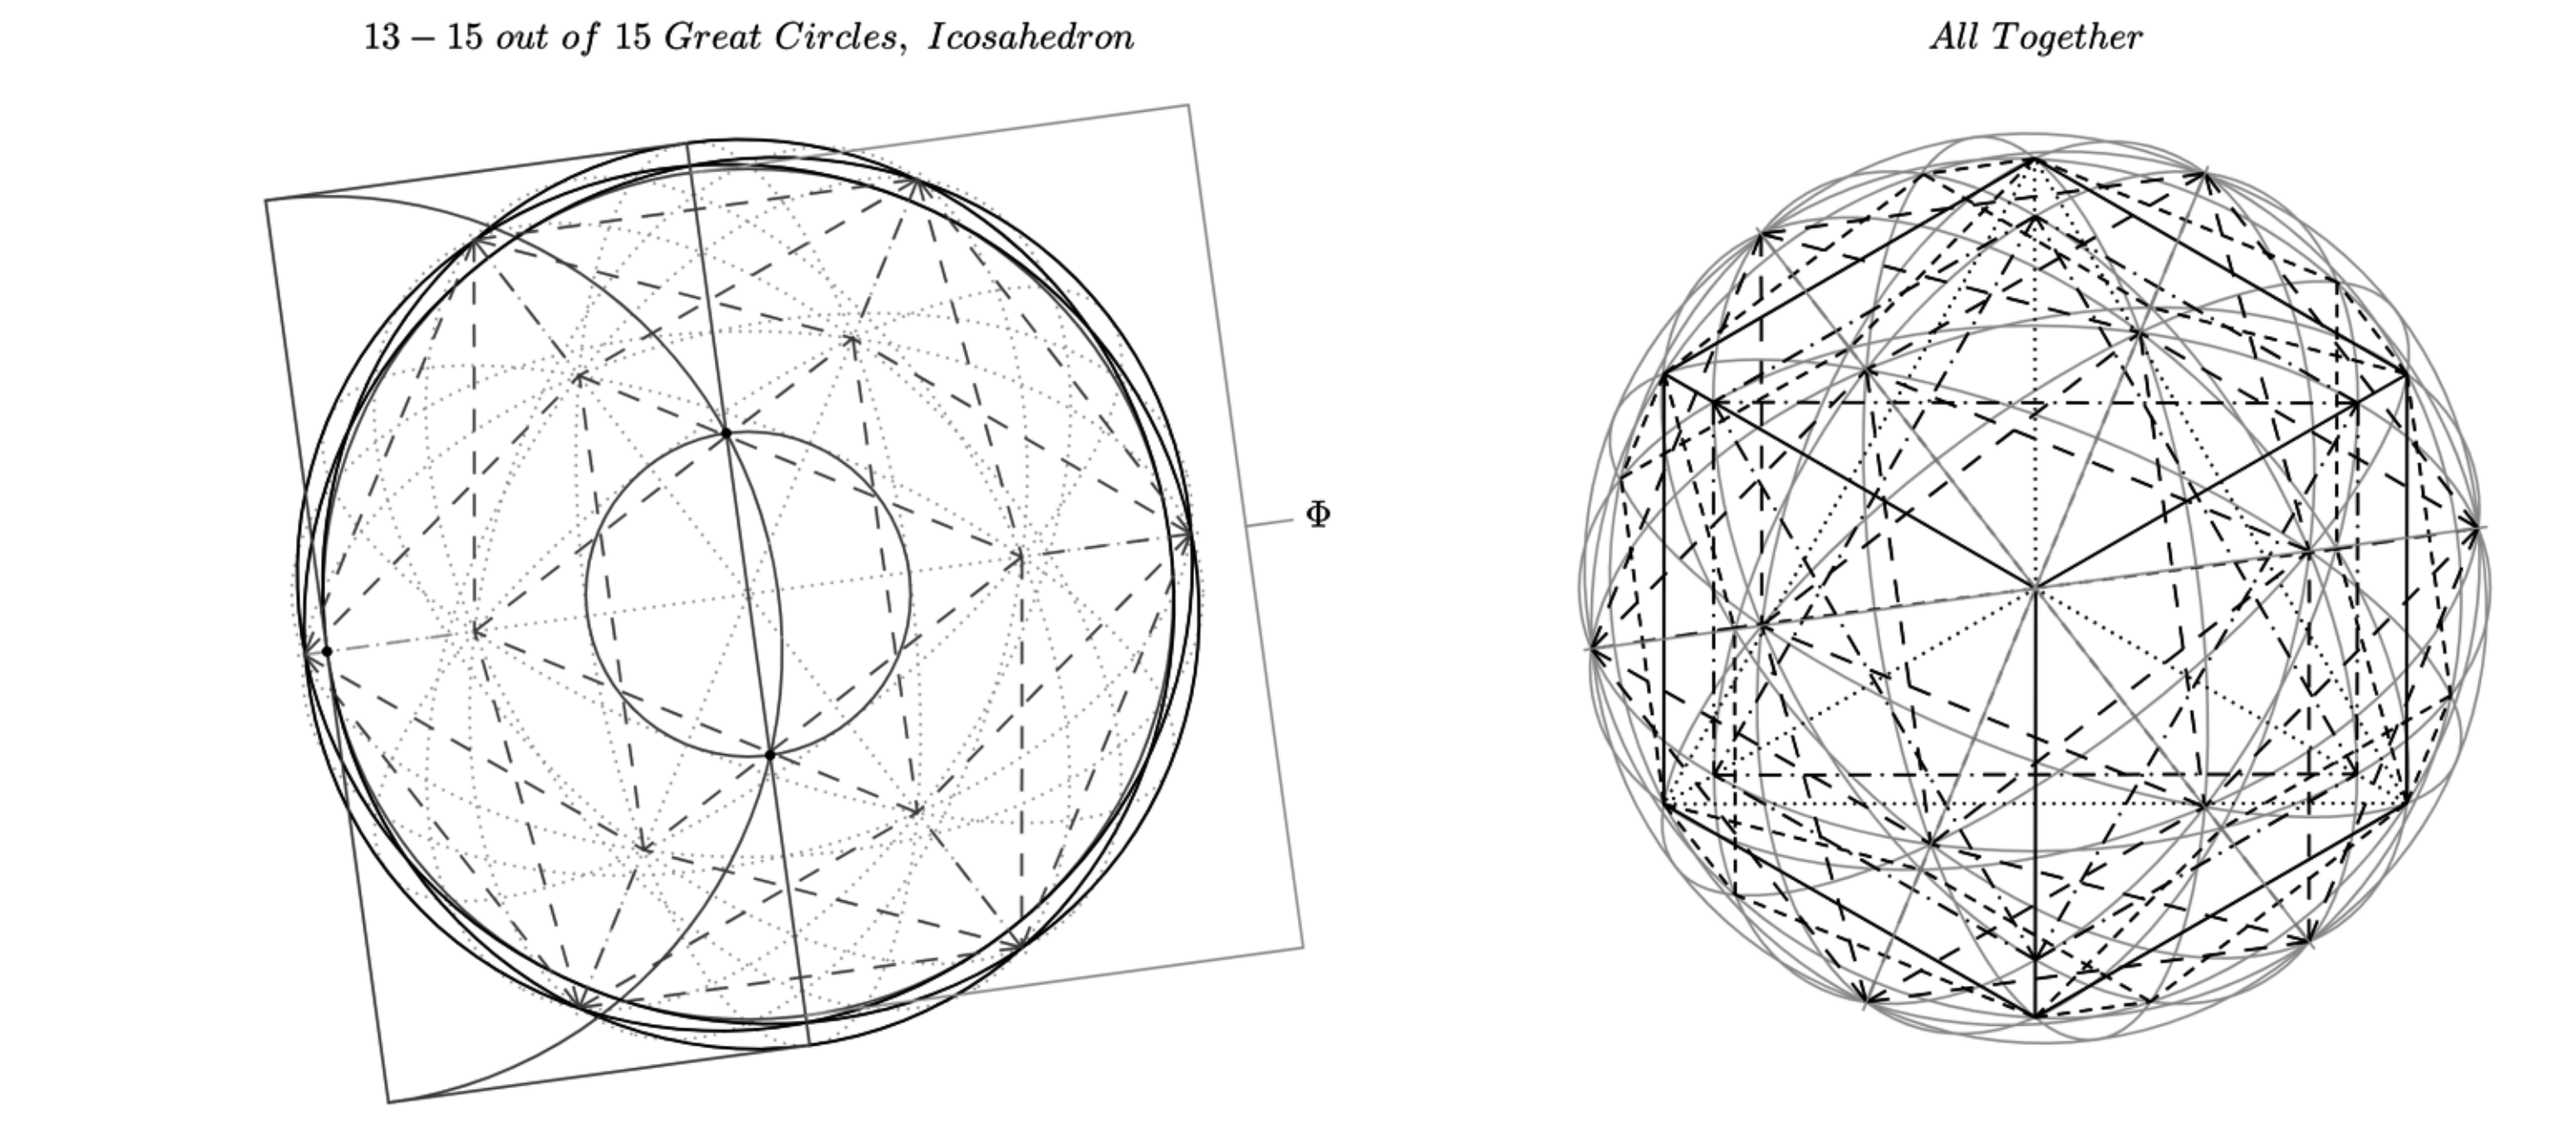 13 – 15 out of 15 Great Circles, Icosahedron
All Together
Φ